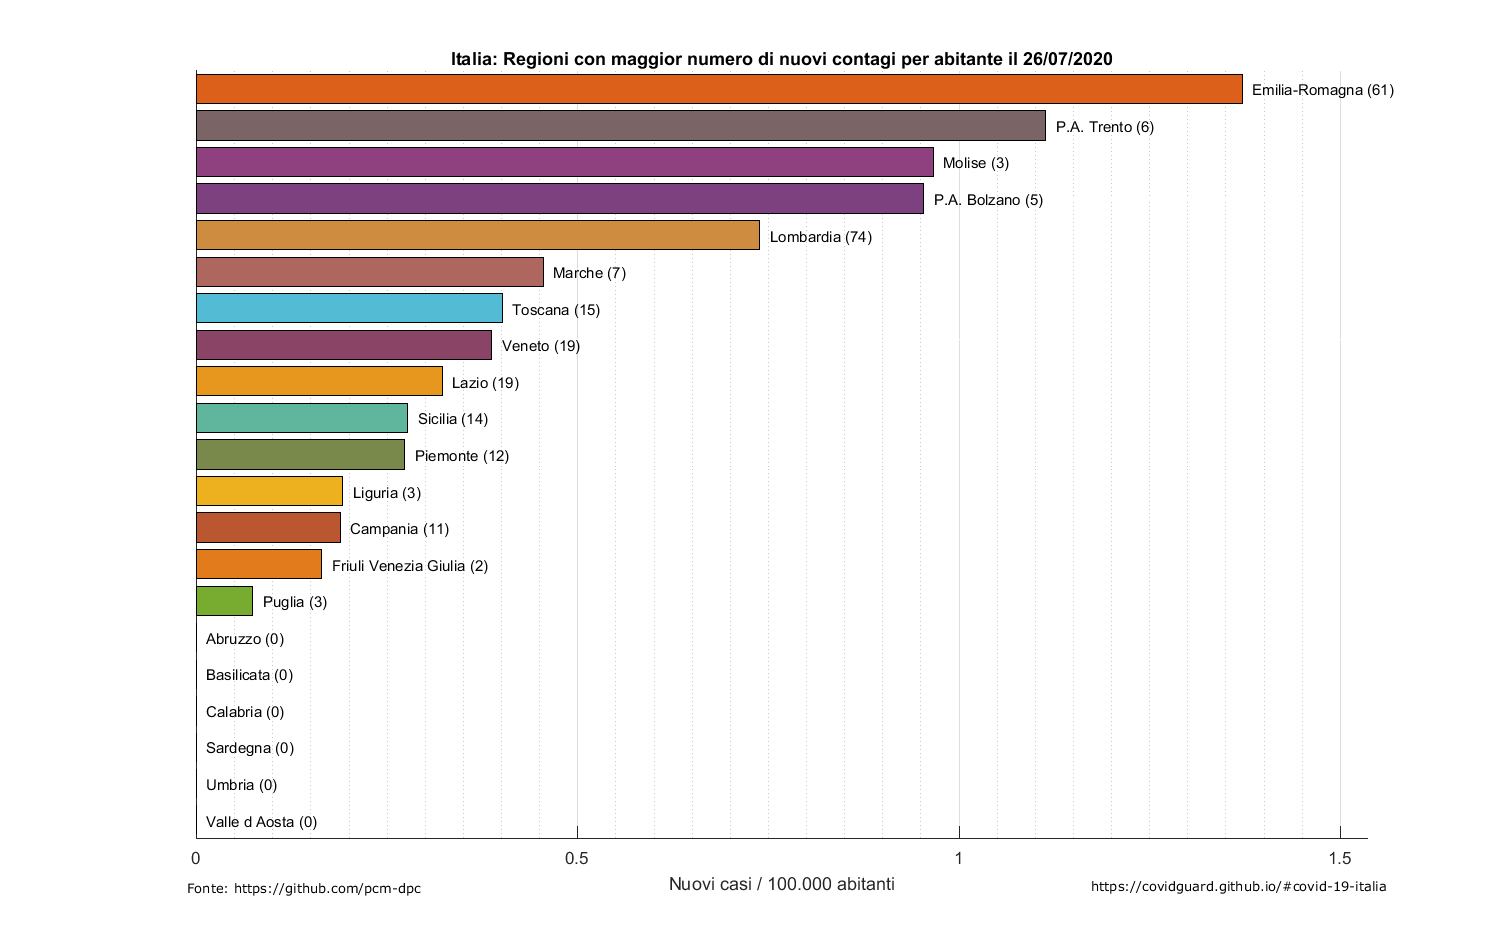 Italia: Regioni con maggior numero di nuovi contagi per abitante il 26/07/2020
Emilia-Romagna (61)
P.A. Trento (6)
Molise (3)
P.A. Bolzano (5)
Lombardia (74)
Marche (7)
Toscana (15)
Veneto (19)
Lazio (19)
Sicilia (14)
Piemonte (12)
Liguria (3)
Campania (11)
Friuli Venezia Giulia (2)
Puglia (3)
Abruzzo (0)
Basilicata (0)
Calabria (0)
Sardegna (0)
Umbria (0)
Valle d Aosta (0)
0 0.5 1 1.5
Nuovi casi / 100.000 abitanti
Fonte: https://github.com/pcm-dpc
https://covidguard.github.io/#covid-19-italia